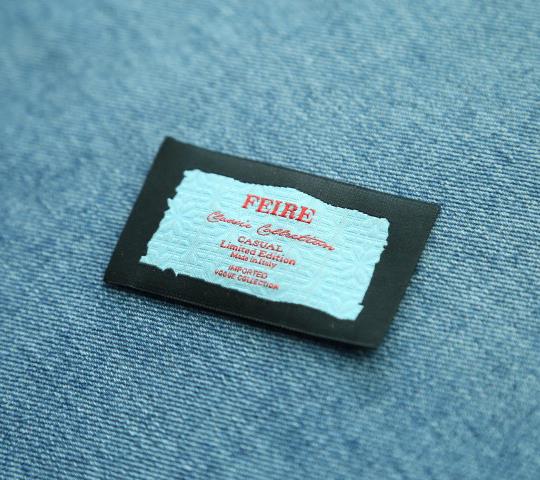 FEIRE
Classic Collection
CASUAL
Limited Edition
Made in Italy
IMPORTED
VOGUE COLLECTION